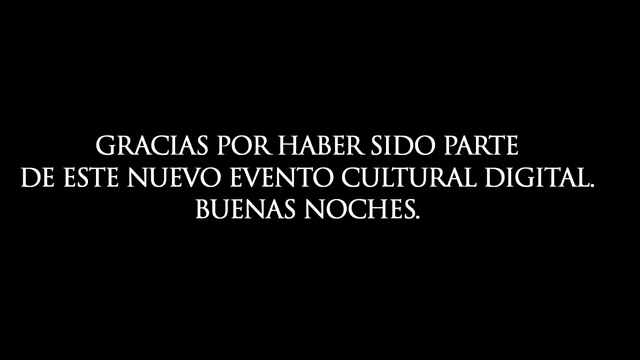 GRACIAS POR HABER SIDO PARTE
DE ESTE NUEVO EVENTO CULTURAL DIGITAL.
BUENAS NOCHES.